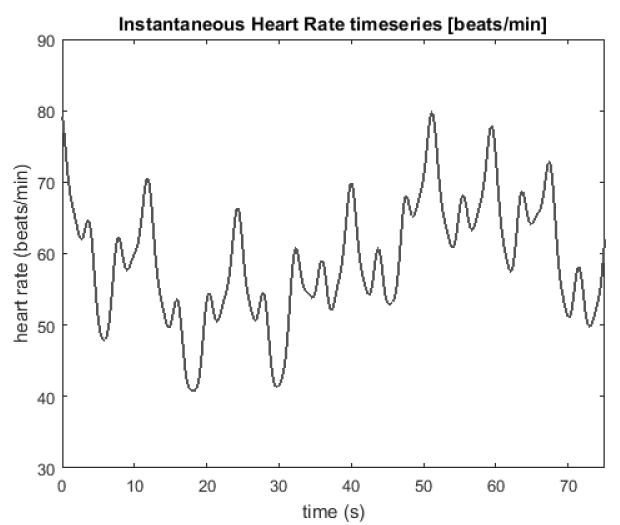 Instantaneous Heart Rate timeseries [beats/min]
90
80
70
60
50
40
30
heart rate (beats/min)
0 10 20 30 40 50 60 70
time (s)